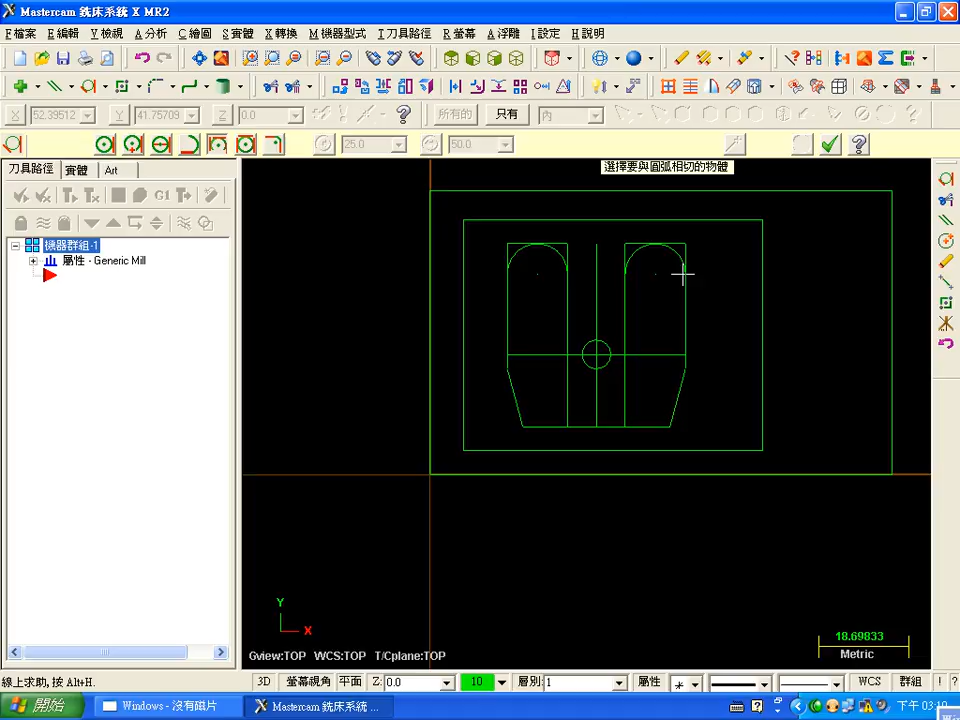 Mastercam 銑床系統 X MR2
F檔案 E編輯 V檢視 A分析 C繪圖 S實體 X轉換 M機器型式 T刀具路徑 R螢幕 A浮雕 I設定 H說明
X 52.39512 Y 41.75709 Z 0.0 所有的 只有 內
25.0 50.0
選擇要與圓弧相切的物體
刀具路徑 實體 Art
G1
機器群組-1
屬性 - Generic Mill
Y
X
18.69833
Metric
Gview:TOP WCS:TOP T/Cplane:TOP
線上求助,按 Alt+H.
3D 螢幕視角 平面 Z: 0.0 10 層別: 1 屬性 WCS 群組 ! ?
開始 Windows - 沒有磁片 Mastercam 銑床系統 ...